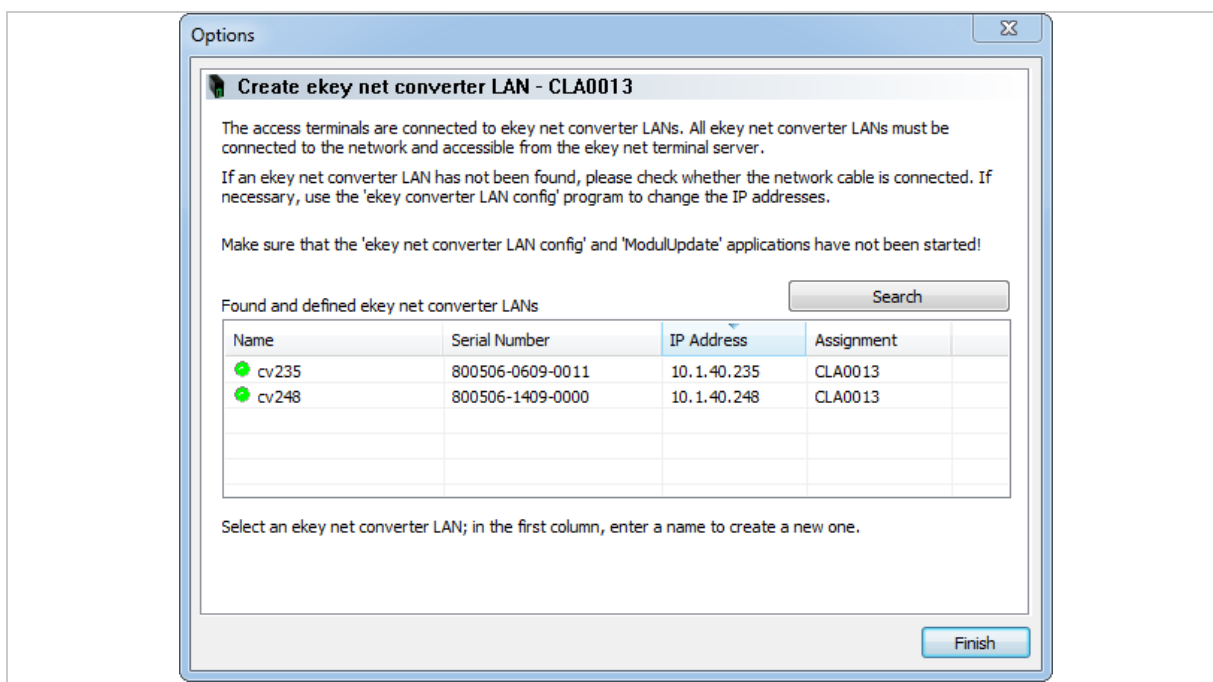 Options
Create ekey net converter LAN - CLA0013
The access terminals are connected to ekey net converter LANs. All ekey net converter LANs must be
connected to the network and accessible from the ekey net terminal server.
If an ekey net converter LAN has not been found, please check whether the network cable is connected. If
necessary, use the 'ekey converter LAN config' program to change the IP addresses.
Make sure that the 'ekey net converter LAN config' and 'ModulUpdate' applications have not been started!
Search
Found and defined ekey net converter LANs
Name Serial Number IP Address Assignment
cv235 800506-0609-0011 10.1.40.235 CLA0013
cv248 800506-1409-0000 10.1.40.248 CLA0013
Select an ekey net converter LAN; in the first column, enter a name to create a new one.
Finish